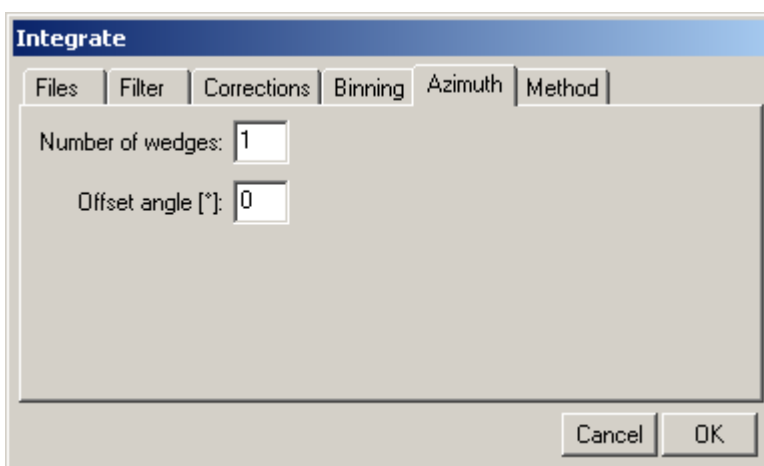 Integrate
Files Filter Corrections Binning Azimuth Method
Number of wedges: 1
Offset angle [°]: 0
Cancel OK